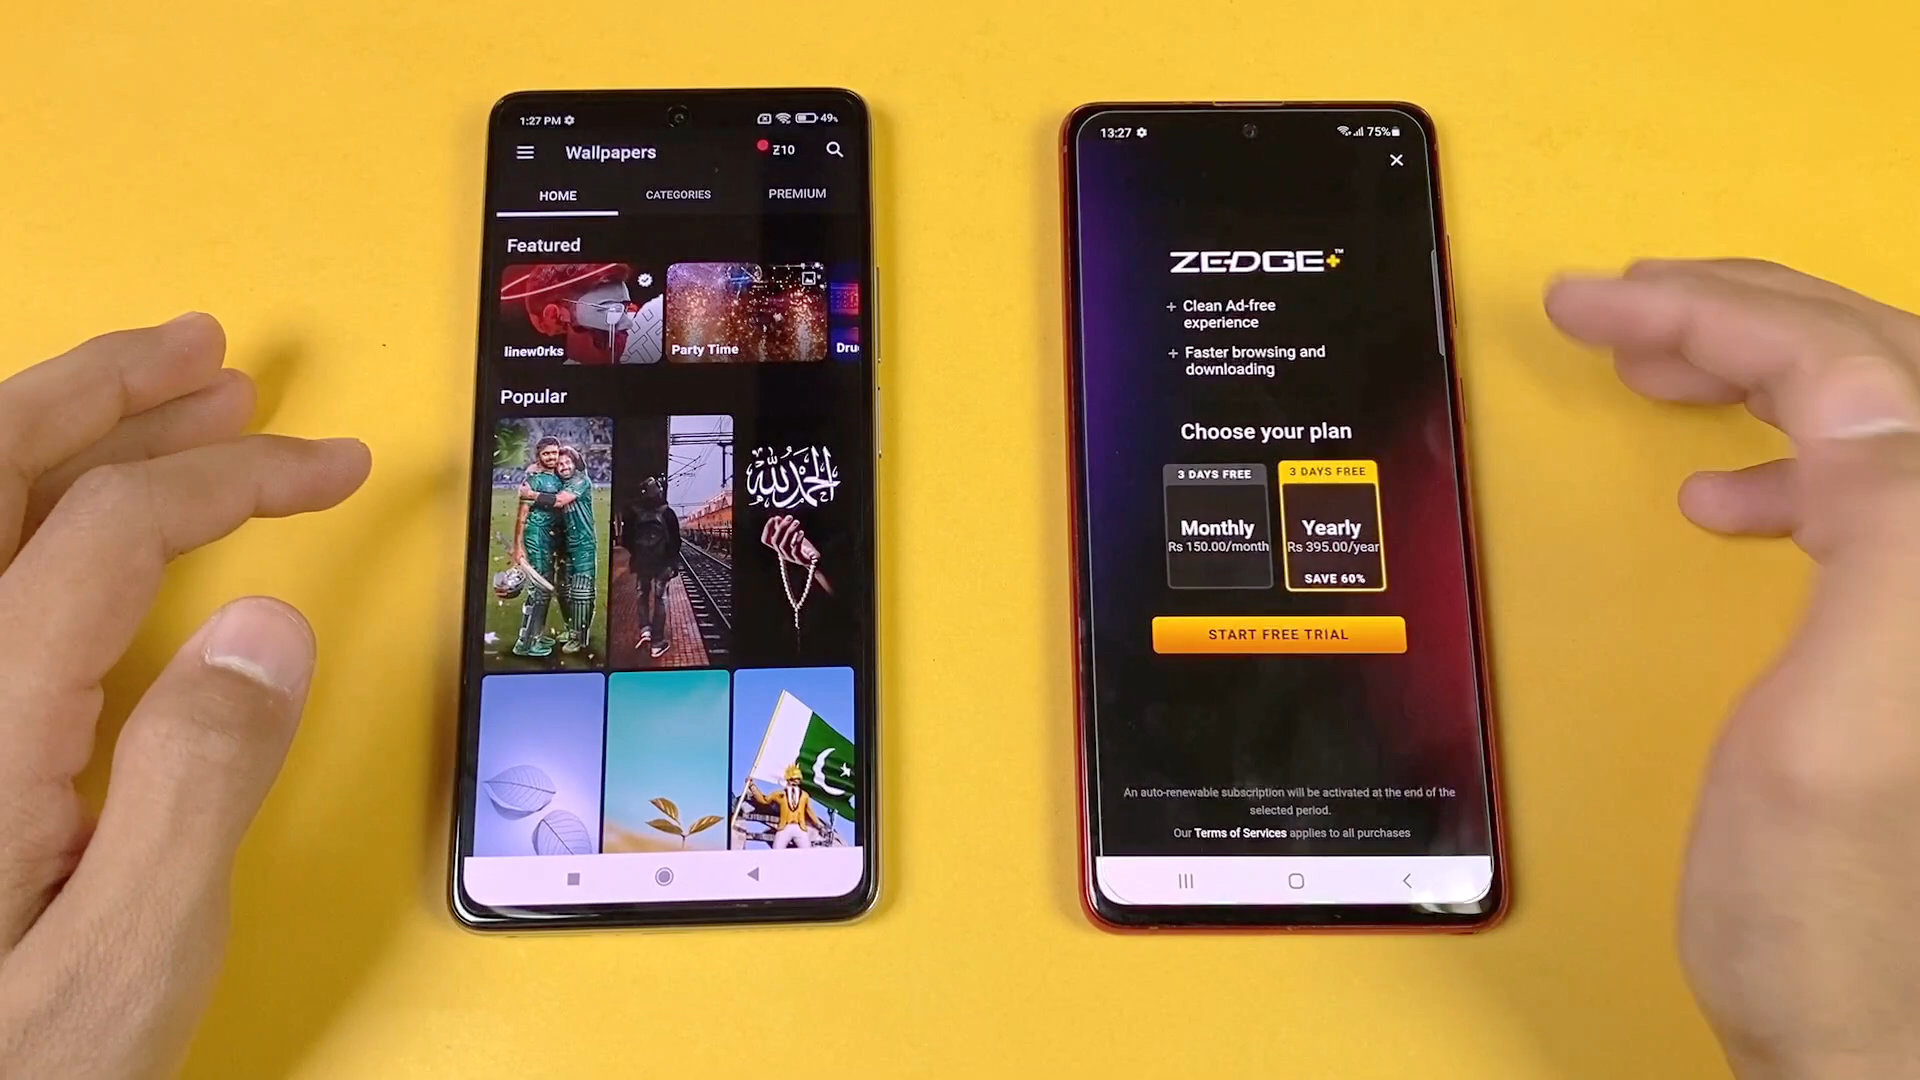 1:27 PM
49%
Wallpapers
Z10
HOME
CATEGORIES
PREMIUM
Featured
linew0rks
Party Time
Dru
Popular
الحمد لله
13:27
75%
ZEDGE+™
+ Clean Ad-free
experience
+ Faster browsing and
downloading
Choose your plan
3 DAYS FREE
Monthly
Rs 150.00/month
3 DAYS FREE
Yearly
Rs 395.00/year
SAVE 60%
START FREE TRIAL
An auto-renewable subscription will be activated at the end of the
selected period.
Our Terms of Services applies to all purchases